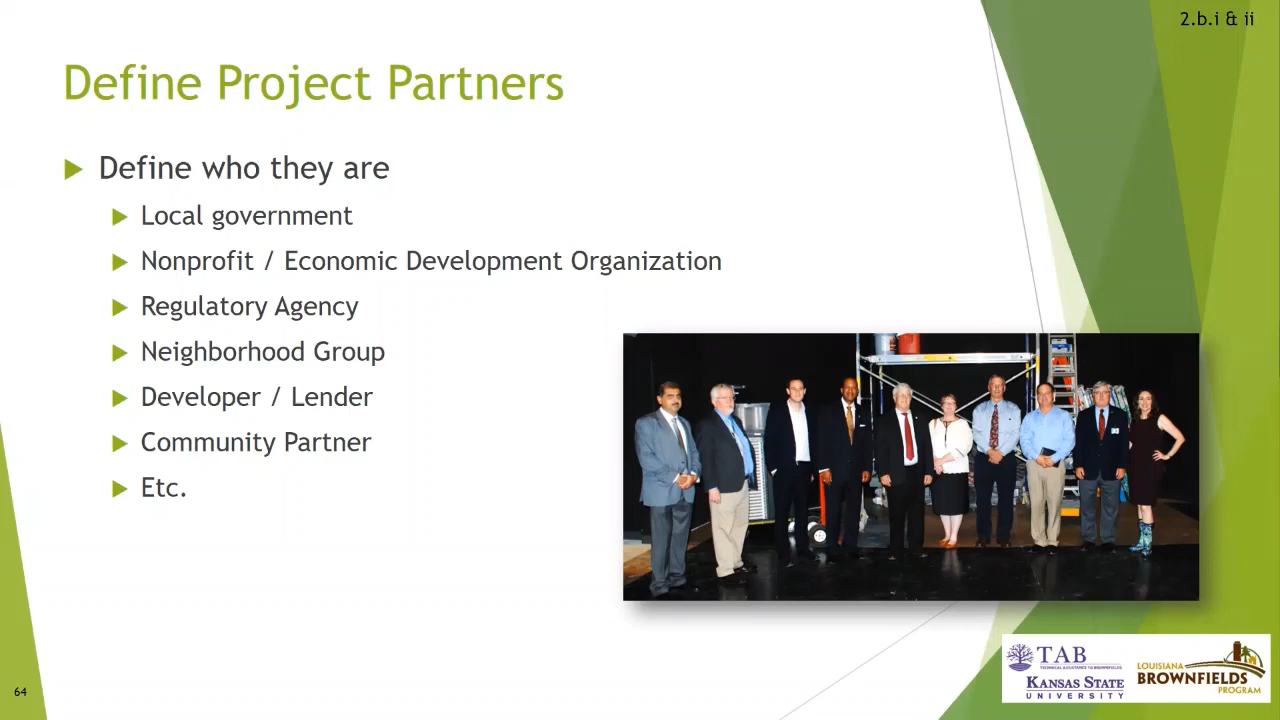 2.b.i & ii
Define Project Partners
Define who they are
Local government
Nonprofit / Economic Development Organization
Regulatory Agency
Neighborhood Group
Developer / Lender
Community Partner
Etc.
64
TAB
TECHNICAL ASSISTANCE TO BROWNFIELDS
KANSAS STATE
UNIVERSITY
LOUISIANA
BROWNFIELDS
PROGRAM